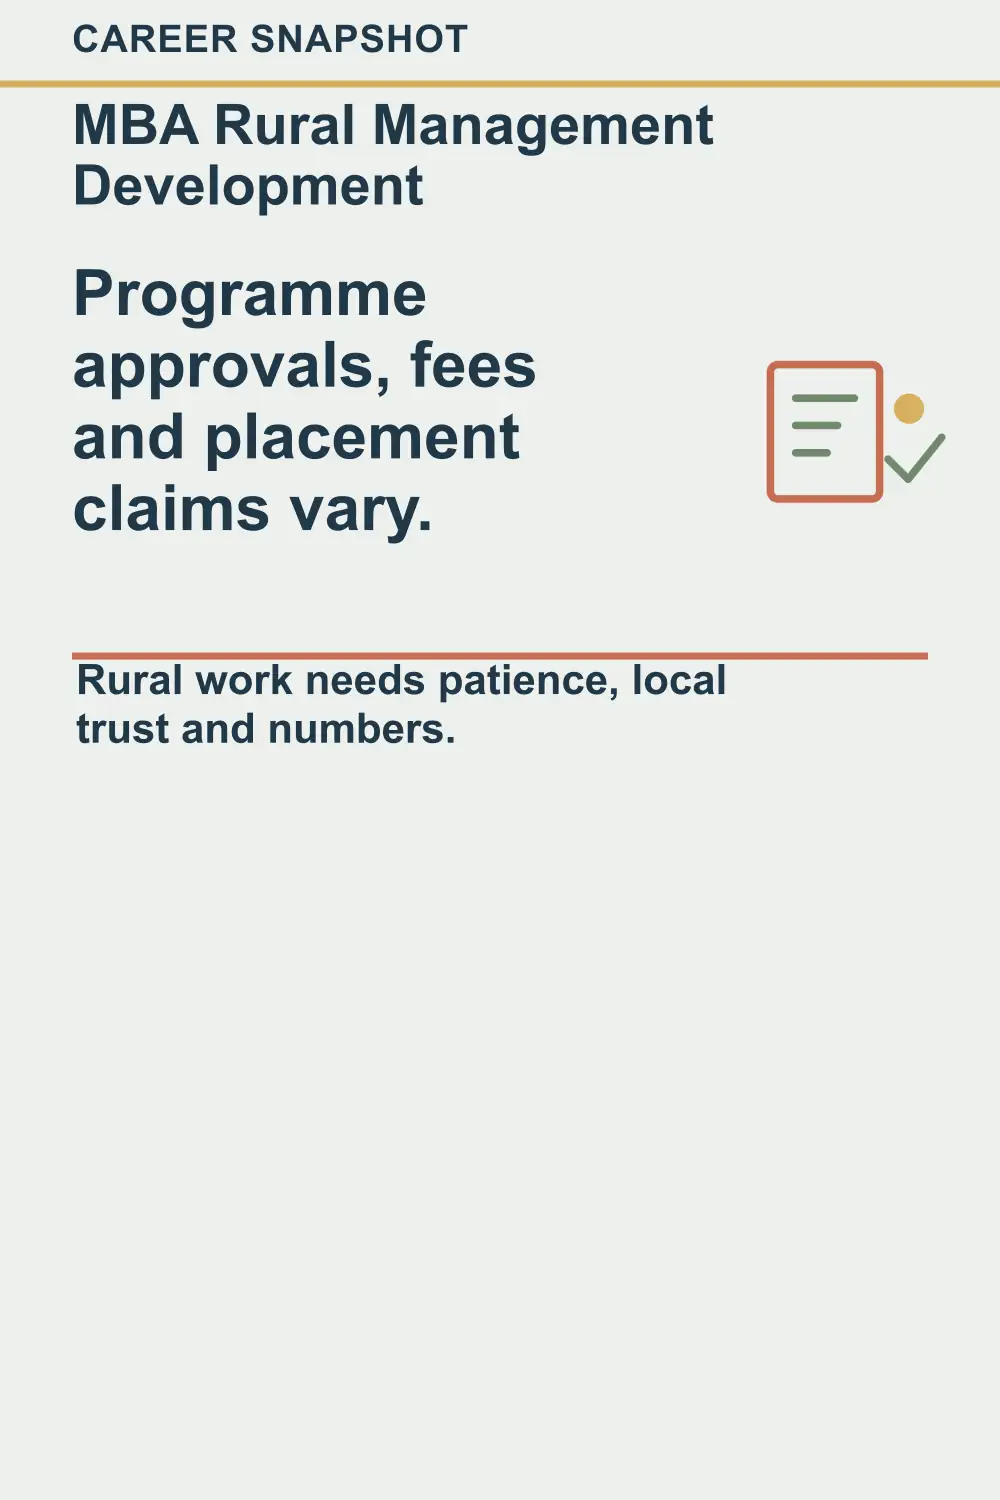 CAREER SNAPSHOT
MBA Rural Management
Development
Programme
approvals, fees
and placement
claims vary.
Rural work needs patience, local
trust and numbers.